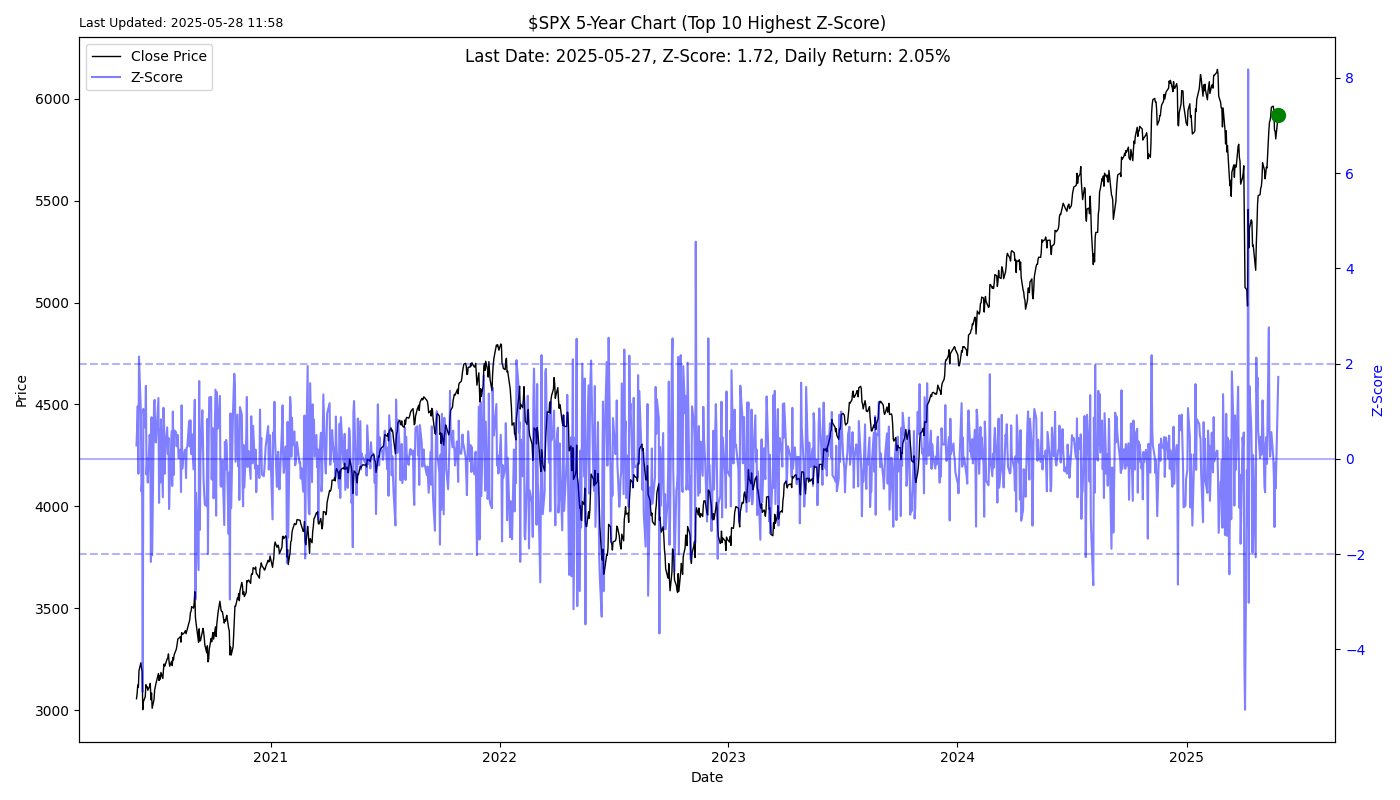 Last Updated: 2025-05-28 11:58
$SPX 5-Year Chart (Top 10 Highest Z-Score)
Last Date: 2025-05-27, Z-Score: 1.72, Daily Return: 2.05%
Close Price
Z-Score
6000
5500
5000
4500
4000
3500
3000
Price
8
6
4
2
0
−2
−4
Z-Score
2021
2022
2023
2024
2025
Date